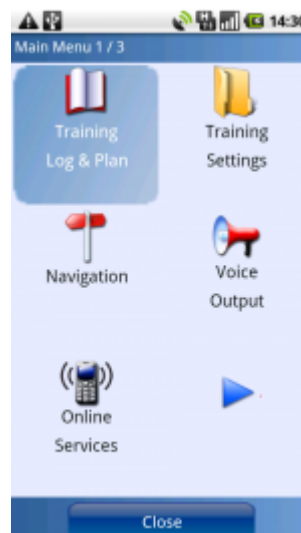 14:30
Main Menu 1 / 3
Training
Log & Plan
Training
Settings
Navigation
Voice
Output
Online
Services
Close